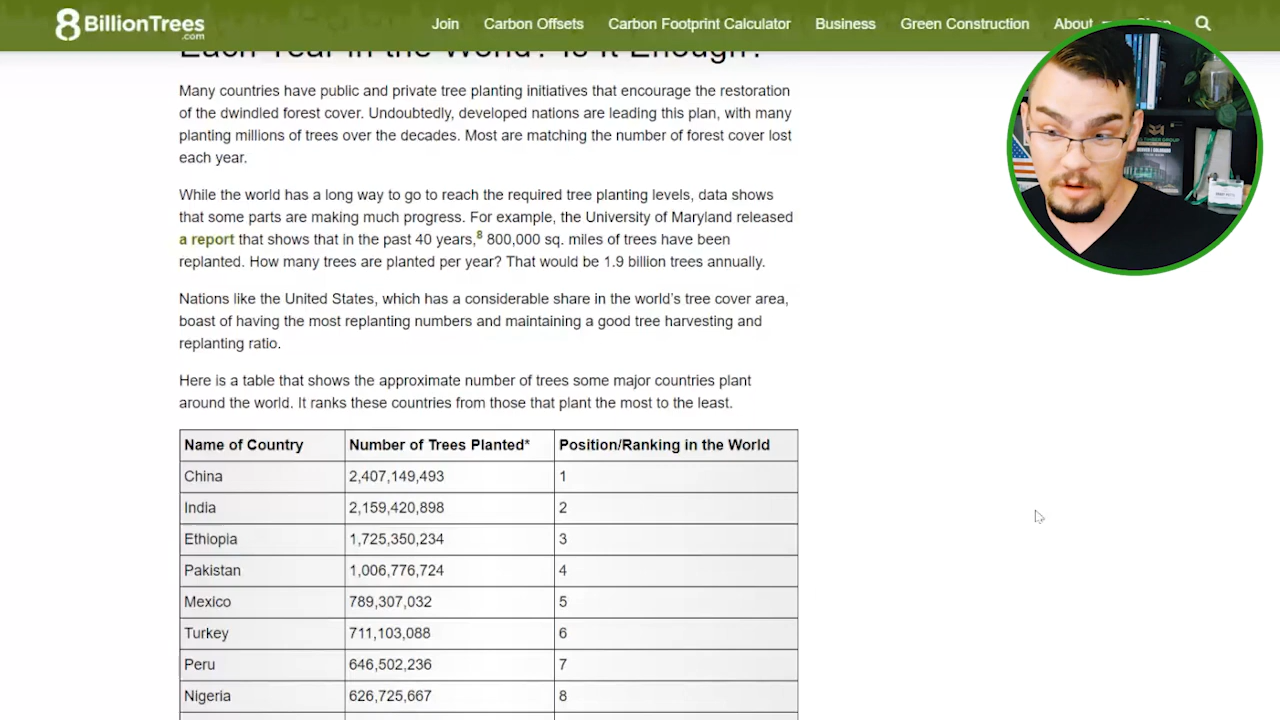 8 BillionTrees
.com
Join Carbon Offsets Carbon Footprint Calculator Business Green Construction About Shop
Each Year in the World? Is It Enough?
Many countries have public and private tree planting initiatives that encourage the restoration
of the dwindled forest cover. Undoubtedly, developed nations are leading this plan, with many
planting millions of trees over the decades. Most are matching the number of forest cover lost
each year.
While the world has a long way to go to reach the required tree planting levels, data shows
that some parts are making much progress. For example, the University of Maryland released
a report that shows that in the past 40 years,8 800,000 sq. miles of trees have been
replanted. How many trees are planted per year? That would be 1.9 billion trees annually.
Nations like the United States, which has a considerable share in the world's tree cover area,
boast of having the most replanting numbers and maintaining a good tree harvesting and
replanting ratio.
Here is a table that shows the approximate number of trees some major countries plant
around the world. It ranks these countries from those that plant the most to the least.
Name of Country Number of Trees Planted* Position/Ranking in the World
China 2,407,149,493 1
India 2,159,420,898 2
Ethiopia 1,725,350,234 3
Pakistan 1,006,776,724 4
Mexico 789,307,032 5
Turkey 711,103,088 6
Peru 646,502,236 7
Nigeria 626,725,667 8